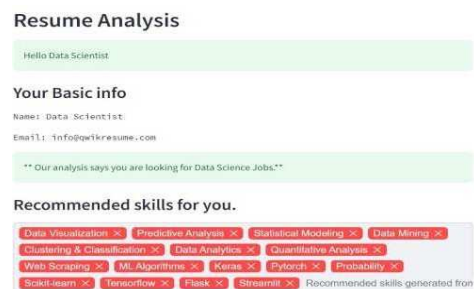 Resume Analysis
Hello Data Scientist
Your Basic info
Name: Data Scientist
Email: info@qwikresume.com
** Our analysis says you are looking for Data Science Jobs.**
Recommended skills for you.
Data Visualization × Predictive Analysis × Statistical Modeling × Data Mining ×
Clustering & Classification × Data Analytics × Quantitative Analysis ×
Web Scraping × ML Algorithms × Keras × Pytorch × Probability ×
Scikit-learn × Tensorflow × Flask × Streamlit × Recommended skills generated from